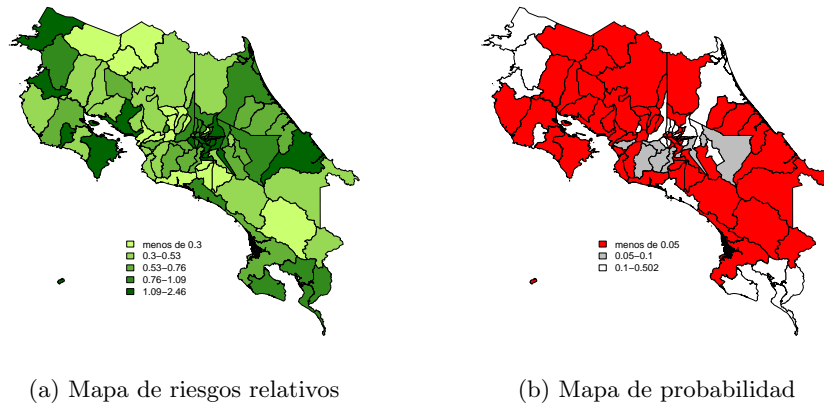 menos de 0.3
0.3−0.53
0.53−0.76
0.76−1.09
1.09−2.46
menos de 0.05
0.05−0.1
0.1−0.502
(a) Mapa de riesgos relativos
(b) Mapa de probabilidad